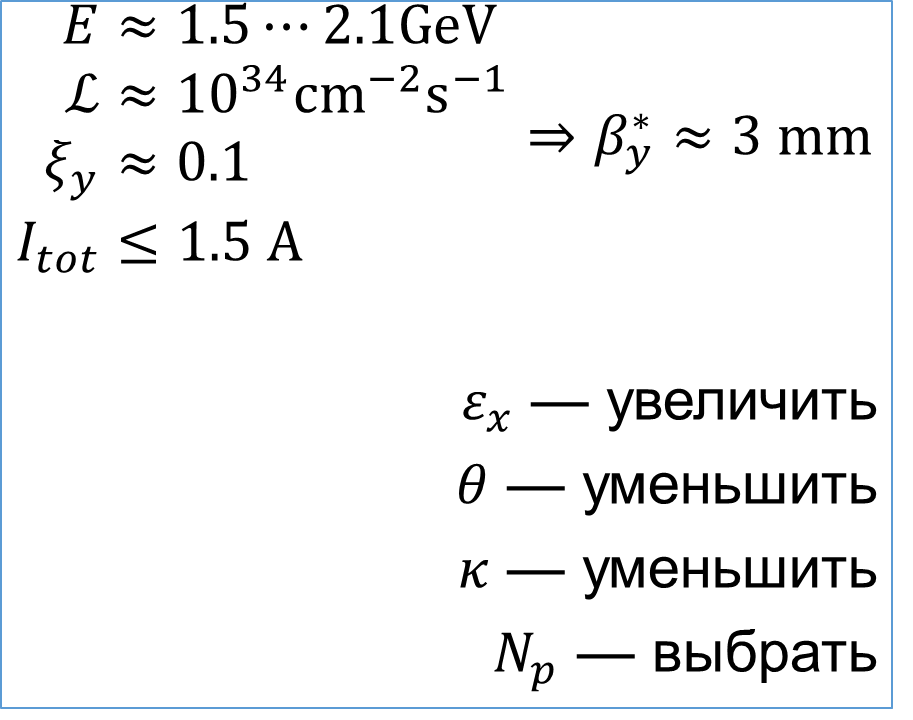 E ≈ 1.5 ⋯ 2.1GeV
ℒ ≈ 10³⁴cm⁻²s⁻¹
ξ_y ≈ 0.1
⇒ β_y^* ≈ 3 mm
I_tot ≤ 1.5 A
ε_x — увеличить
θ — уменьшить
κ — уменьшить
N_p — выбрать